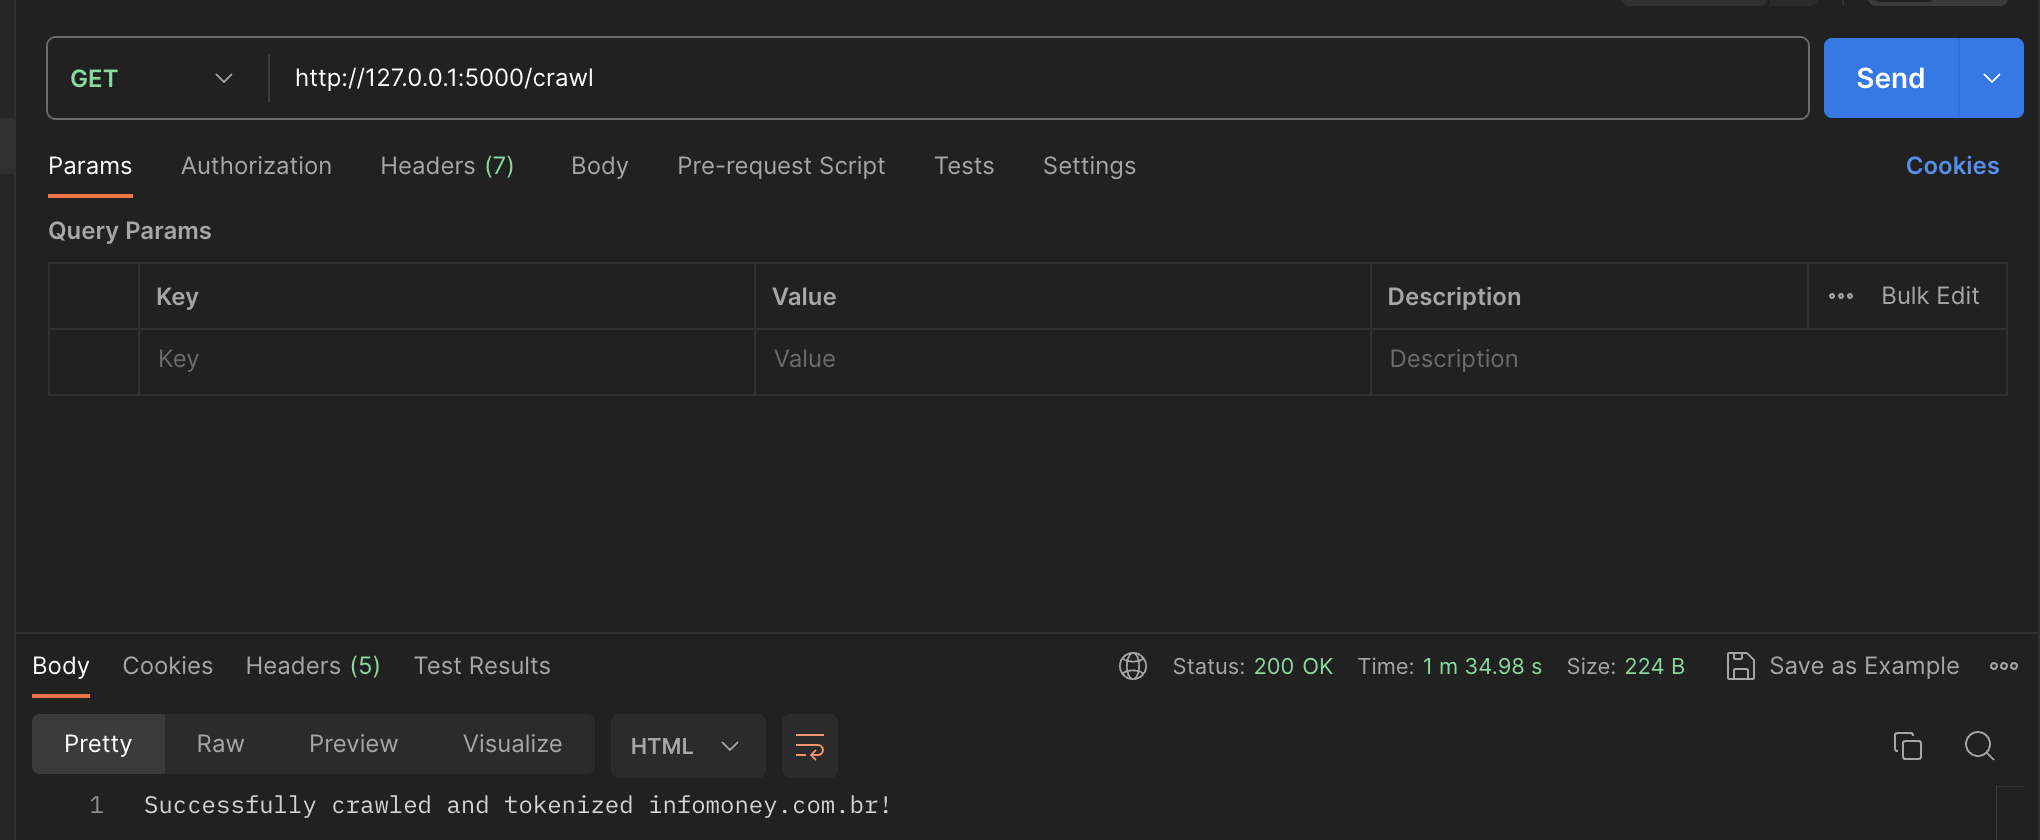 GET http://127.0.0.1:5000/crawl Send
Params Authorization Headers (7) Body Pre-request Script Tests Settings Cookies
Query Params
Key Value Description Bulk Edit
Key Value Description
Body Cookies Headers (5) Test Results Status: 200 OK Time: 1 m 34.98 s Size: 224 B Save as Example
Pretty Raw Preview Visualize HTML
1 Successfully crawled and tokenized infomoney.com.br!